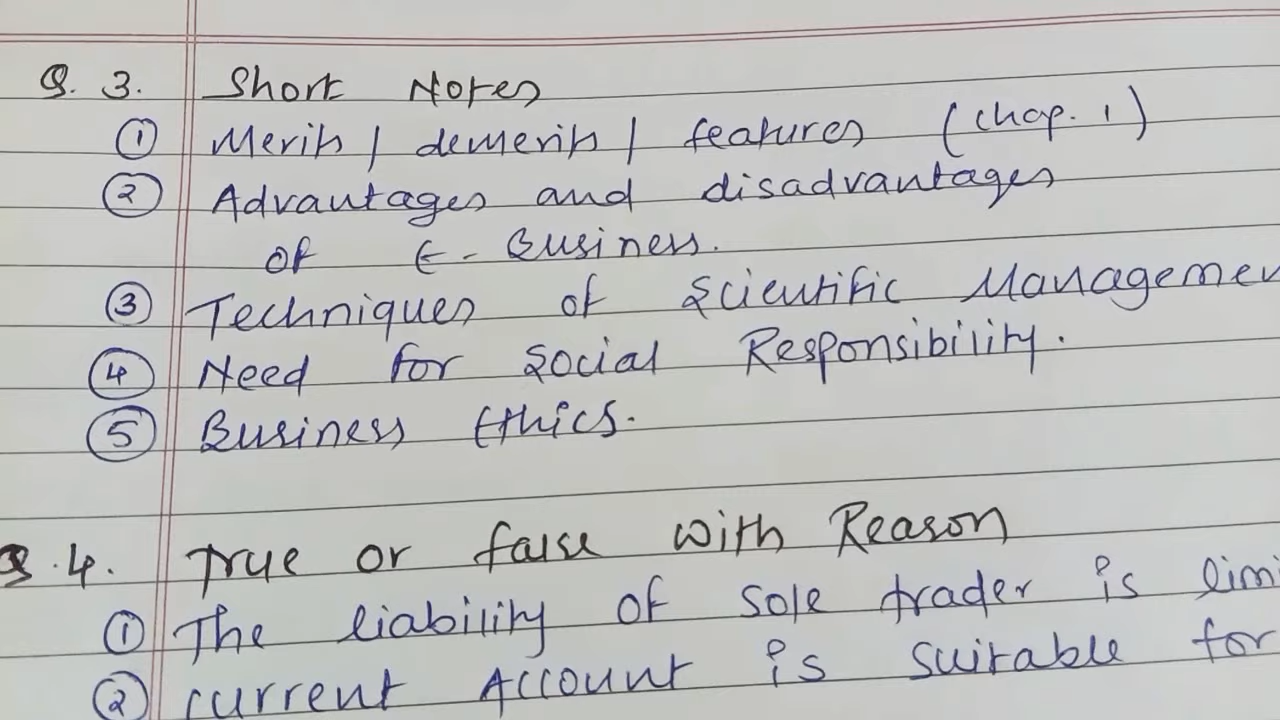 Q. 3. Short Notes
① Merits / demerits / features (Chap. 1)
② Advantages and disadvantages
of E-Business.
③ Techniques of Scientific Managemen
④ Need for Social Responsibility.
⑤ Business Ethics.
Q.4. True or false with Reason
① The liability of sole trader is limi
② current Account is suitable for